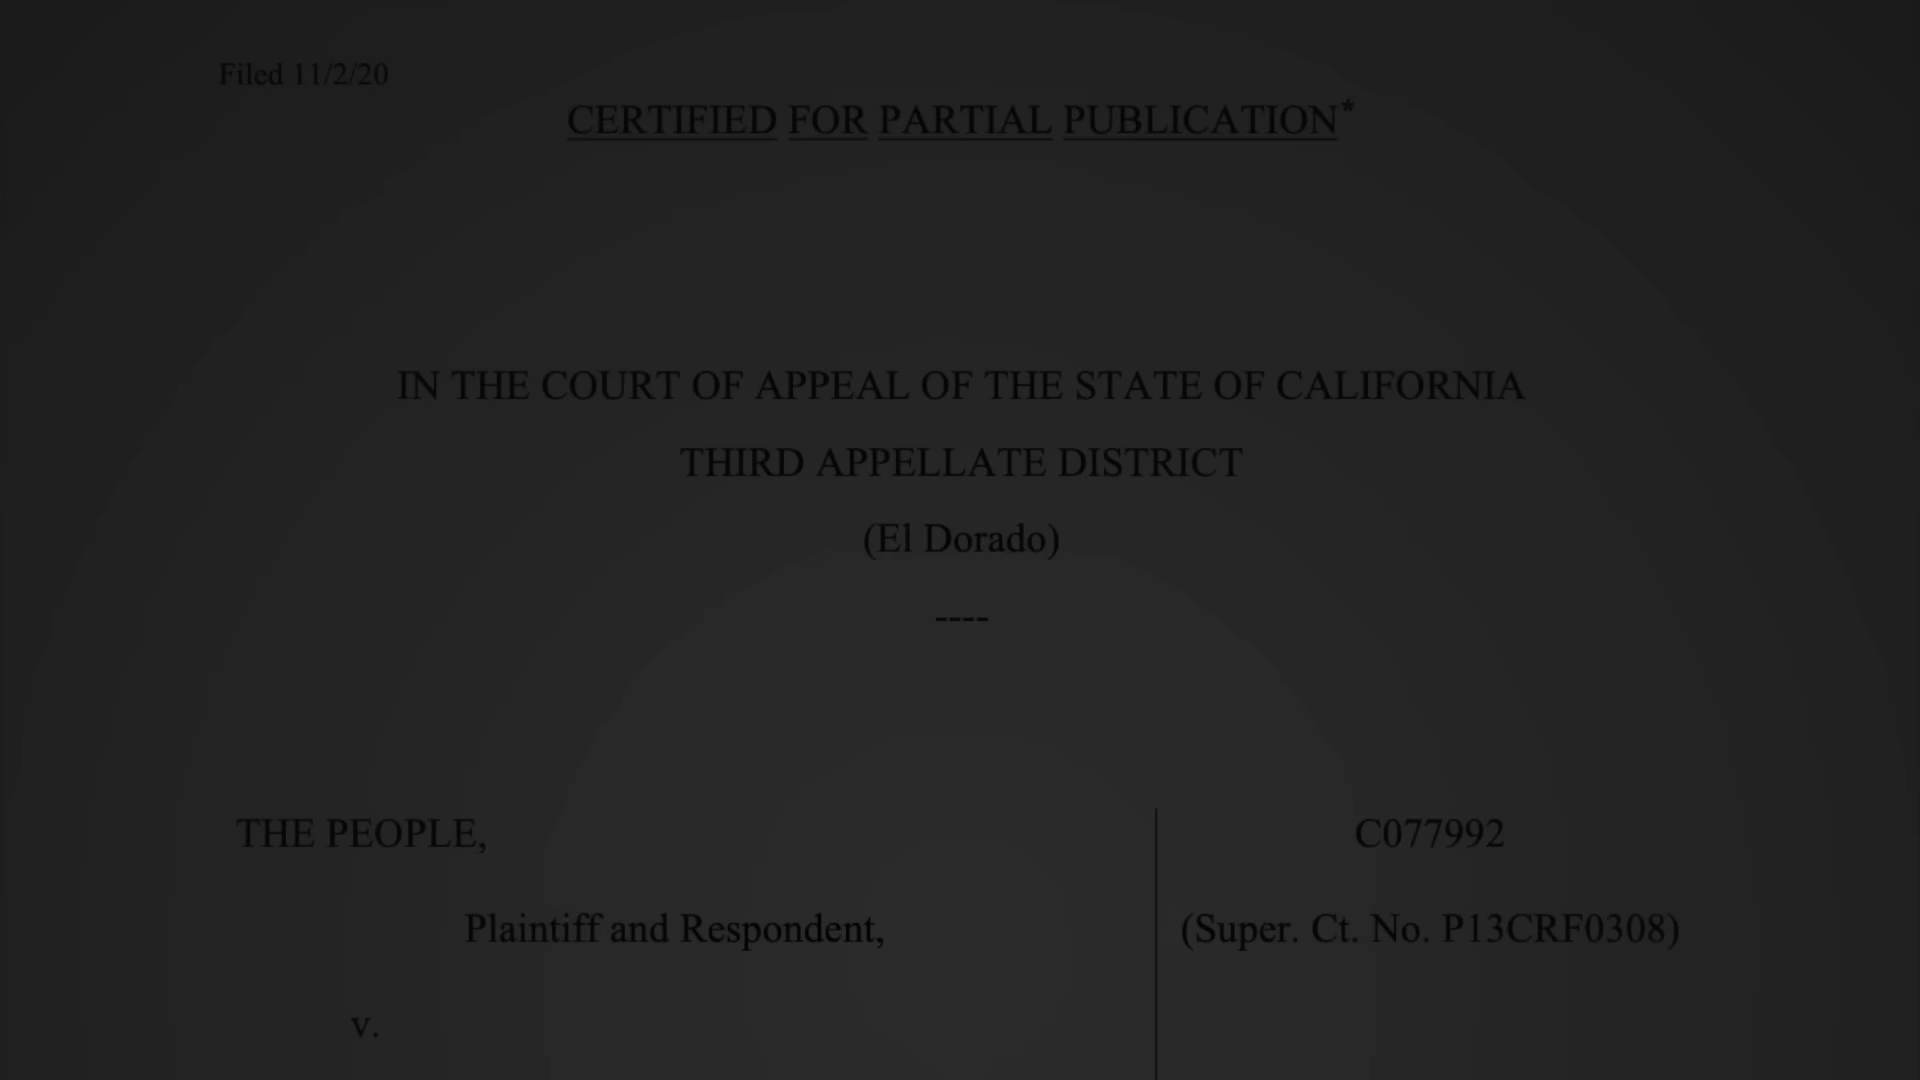 Filed 11/2/20
CERTIFIED FOR PARTIAL PUBLICATION*
IN THE COURT OF APPEAL OF THE STATE OF CALIFORNIA
THIRD APPELLATE DISTRICT
(El Dorado)
----
THE PEOPLE,
C077992
Plaintiff and Respondent,
(Super. Ct. No. P13CRF0308)
v.